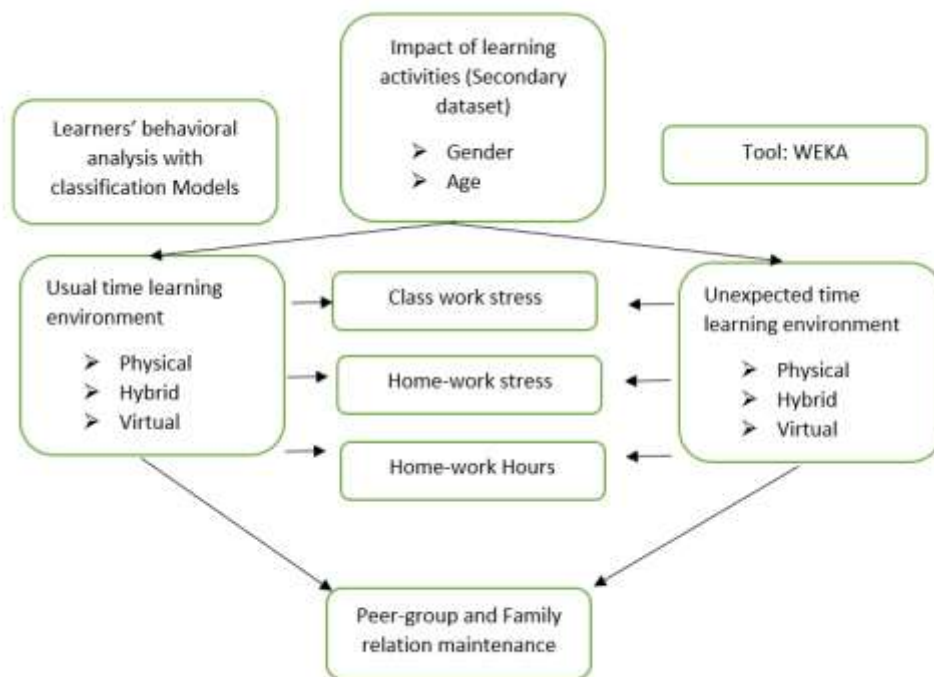 Impact of learning
activities (Secondary
dataset)
➢ Gender
➢ Age
Learners’ behavioral
analysis with
classification Models
Tool: WEKA
Usual time learning
environment
➢ Physical
➢ Hybrid
➢ Virtual
Class work stress
Home-work stress
Home-work Hours
Unexpected time
learning environment
➢ Physical
➢ Hybrid
➢ Virtual
Peer-group and Family
relation maintenance